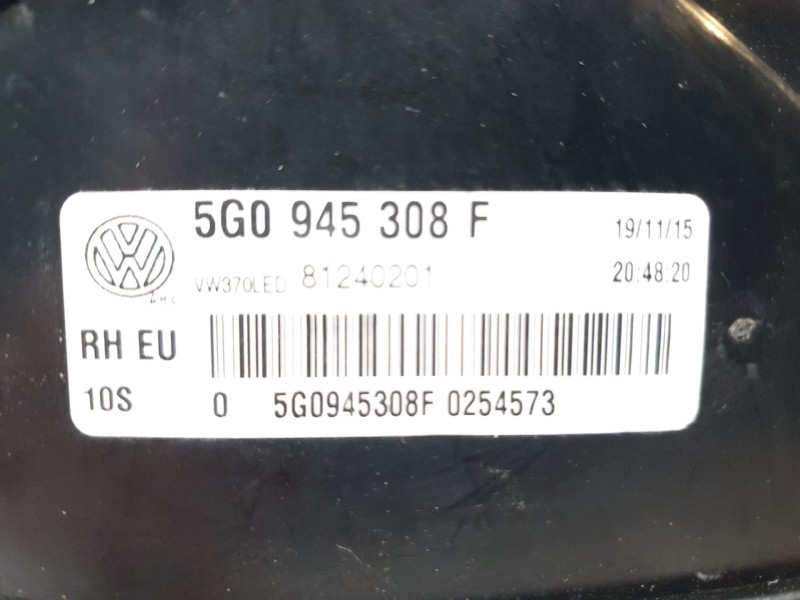 5G0 945 308 F 19/11/15
VW370LED 81240201 20:48:20
RH EU
10S 0 5G0945308F 0254573